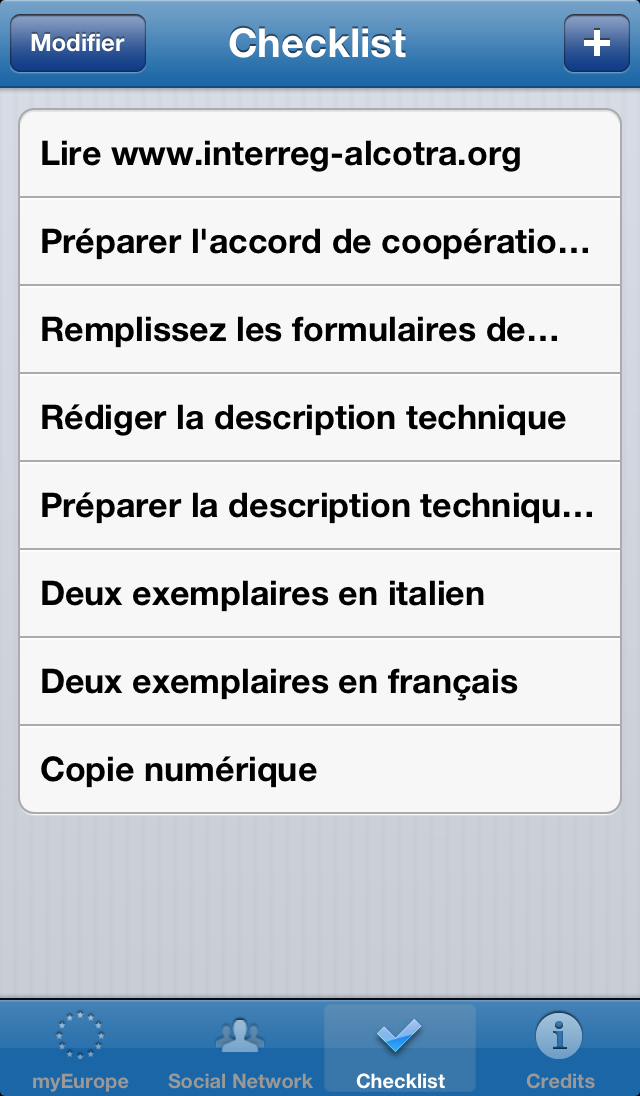 Modifier
Checklist
+
Lire www.interreg-alcotra.org
Préparer l'accord de coopératio...
Remplissez les formulaires de...
Rédiger la description technique
Préparer la description techniqu...
Deux exemplaires en italien
Deux exemplaires en français
Copie numérique
myEurope
Social Network
Checklist
Credits